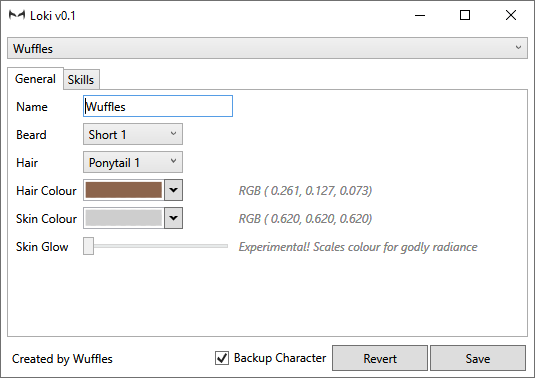 Loki v0.1
Wuffles
General Skills
Name Wuffles
Beard Short 1
Hair Ponytail 1
Hair Colour RGB ( 0.261, 0.127, 0.073)
Skin Colour RGB ( 0.620, 0.620, 0.620)
Skin Glow Experimental! Scales colour for godly radiance
Created by Wuffles Backup Character Revert Save